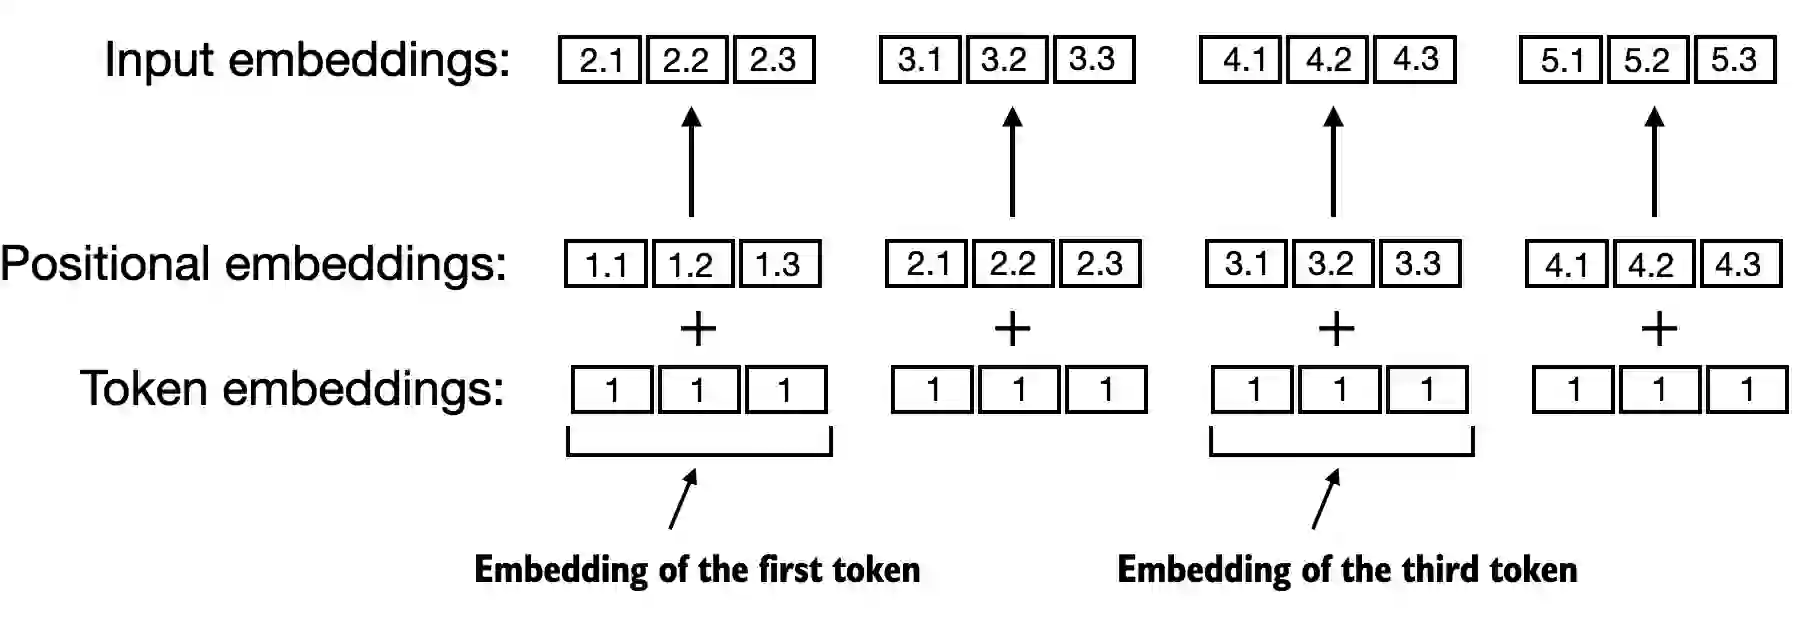 Input embeddings: 2.1 2.2 2.3 3.1 3.2 3.3 4.1 4.2 4.3 5.1 5.2 5.3
Positional embeddings: 1.1 1.2 1.3 2.1 2.2 2.3 3.1 3.2 3.3 4.1 4.2 4.3
+ + + +
Token embeddings: 1 1 1 1 1 1 1 1 1 1 1 1
Embedding of the first token Embedding of the third token